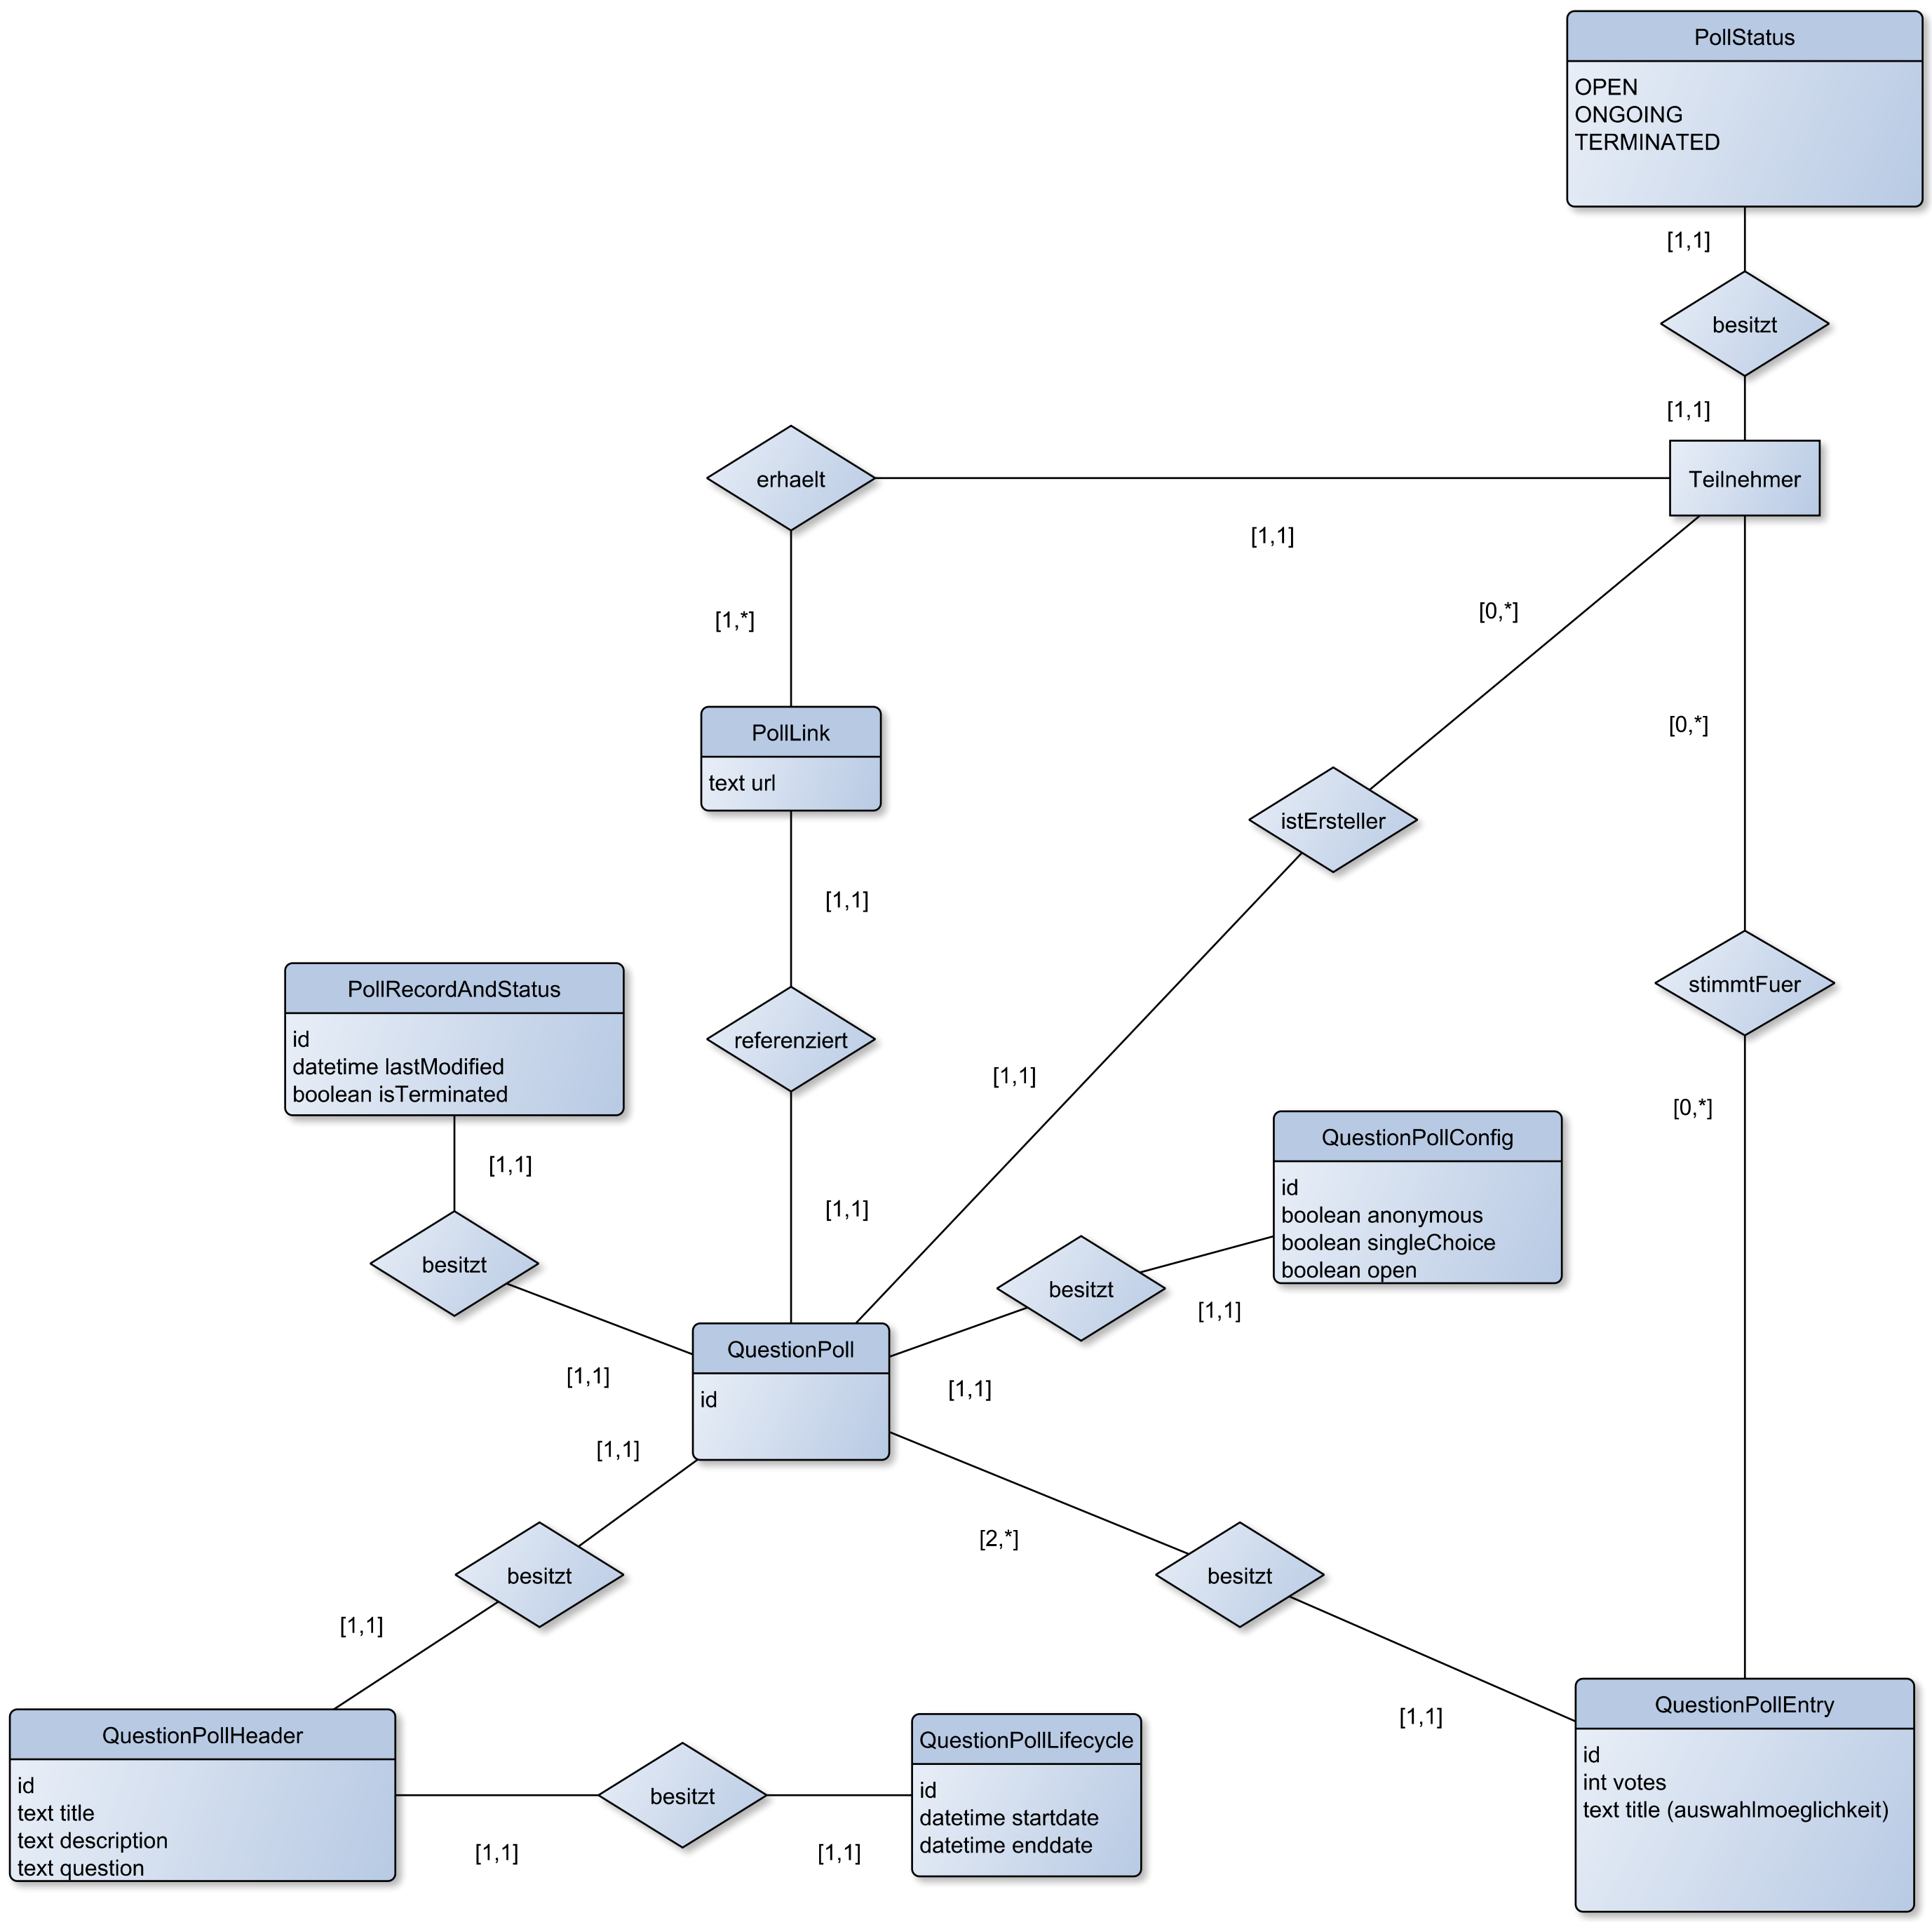 PollStatus
OPEN
ONGOING
TERMINATED
[1,1]
besitzt
[1,1]
erhaelt
Teilnehmer
[1,1]
[0,*]
[1,*]
[0,*]
PollLink
text url
istErsteller
[1,1]
PollRecordAndStatus
id
datetime lastModified
boolean isTerminated
referenziert
stimmtFuer
[1,1]
[0,*]
QuestionPollConfig
id
boolean anonymous
boolean singleChoice
boolean open
[1,1]
[1,1]
besitzt
besitzt
[1,1]
QuestionPoll
id
[1,1]
[1,1]
[1,1]
[2,*]
besitzt
besitzt
[1,1]
[1,1]
QuestionPollHeader
id
text title
text description
text question
besitzt
[1,1]
[1,1]
QuestionPollLifecycle
id
datetime startdate
datetime enddate
QuestionPollEntry
id
int votes
text title (auswahlmoeglichkeit)